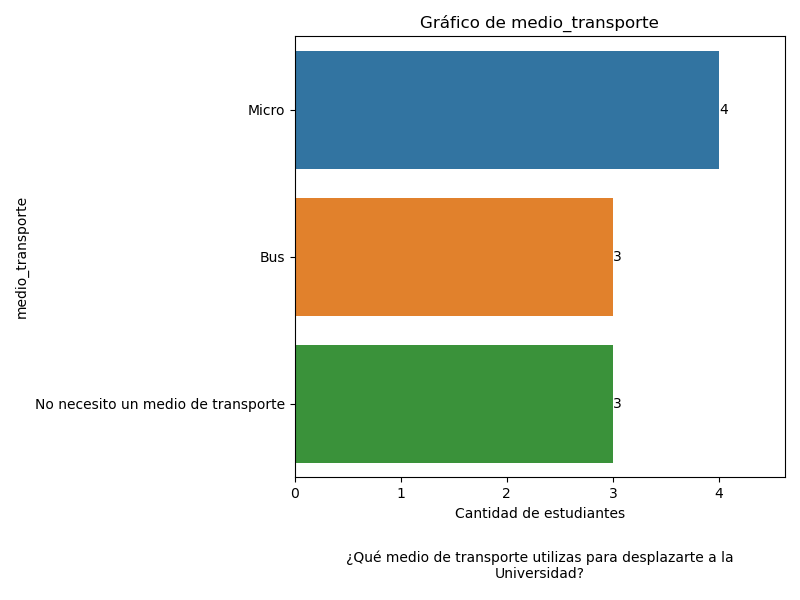 Gráfico de medio_transporte
medio_transporte
Micro
4
Bus
3
No necesito un medio de transporte
3
0 1 2 3 4
Cantidad de estudiantes
¿Qué medio de transporte utilizas para desplazarte a la
Universidad?